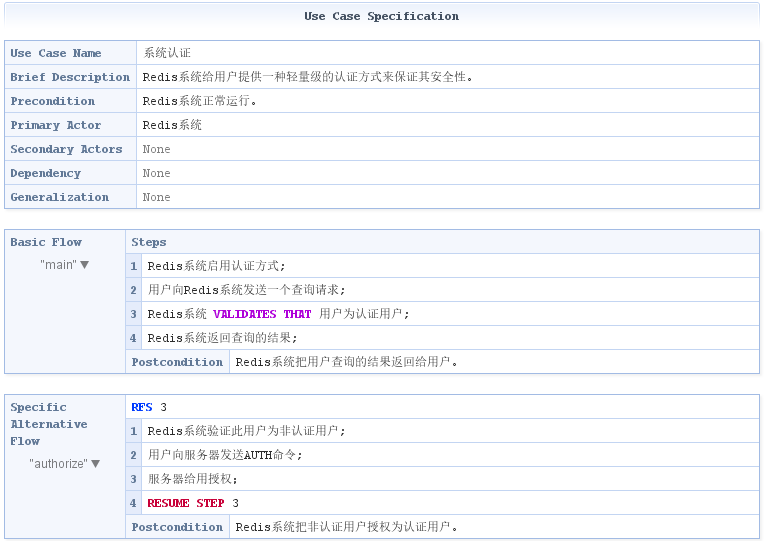 Use Case Specification
Use Case Name 系统认证
Brief Description Redis系统给用户提供一种轻量级的认证方式来保证其安全性。
Precondition Redis系统正常运行。
Primary Actor Redis系统
Secondary Actors None
Dependency None
Generalization None
Basic Flow Steps
"main" ▼
1 Redis系统启用认证方式;
2 用户向Redis系统发送一个查询请求;
3 Redis系统 VALIDATES THAT 用户为认证用户;
4 Redis系统返回查询的结果;
Postcondition Redis系统把用户查询的结果返回给用户。
Specific
Alternative
Flow
"authorize" ▼
RFS 3
1 Redis系统验证此用户为非认证用户;
2 用户向服务器发送AUTH命令;
3 服务器给用授权;
4 RESUME STEP 3
Postcondition Redis系统把非认证用户授权为认证用户。